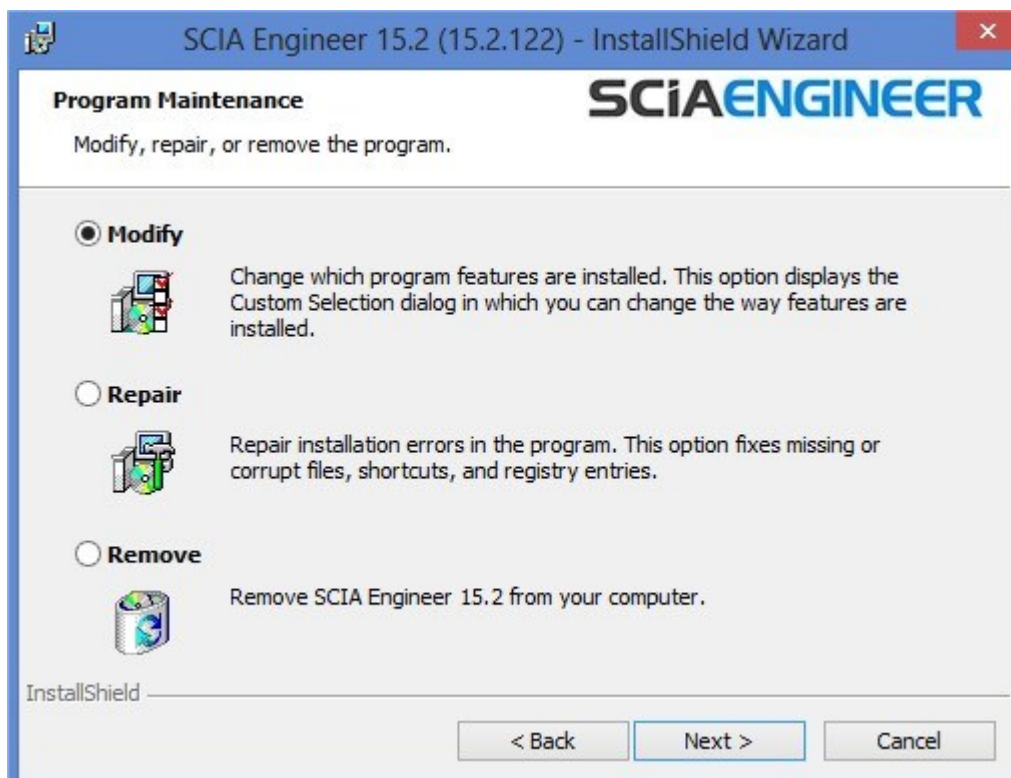 SCIA Engineer 15.2 (15.2.122) - InstallShield Wizard
Program Maintenance
SCiAENGINEER
Modify, repair, or remove the program.
Modify
Change which program features are installed. This option displays the
Custom Selection dialog in which you can change the way features are
installed.
Repair
Repair installation errors in the program. This option fixes missing or
corrupt files, shortcuts, and registry entries.
Remove
Remove SCIA Engineer 15.2 from your computer.
InstallShield
< Back
Next >
Cancel